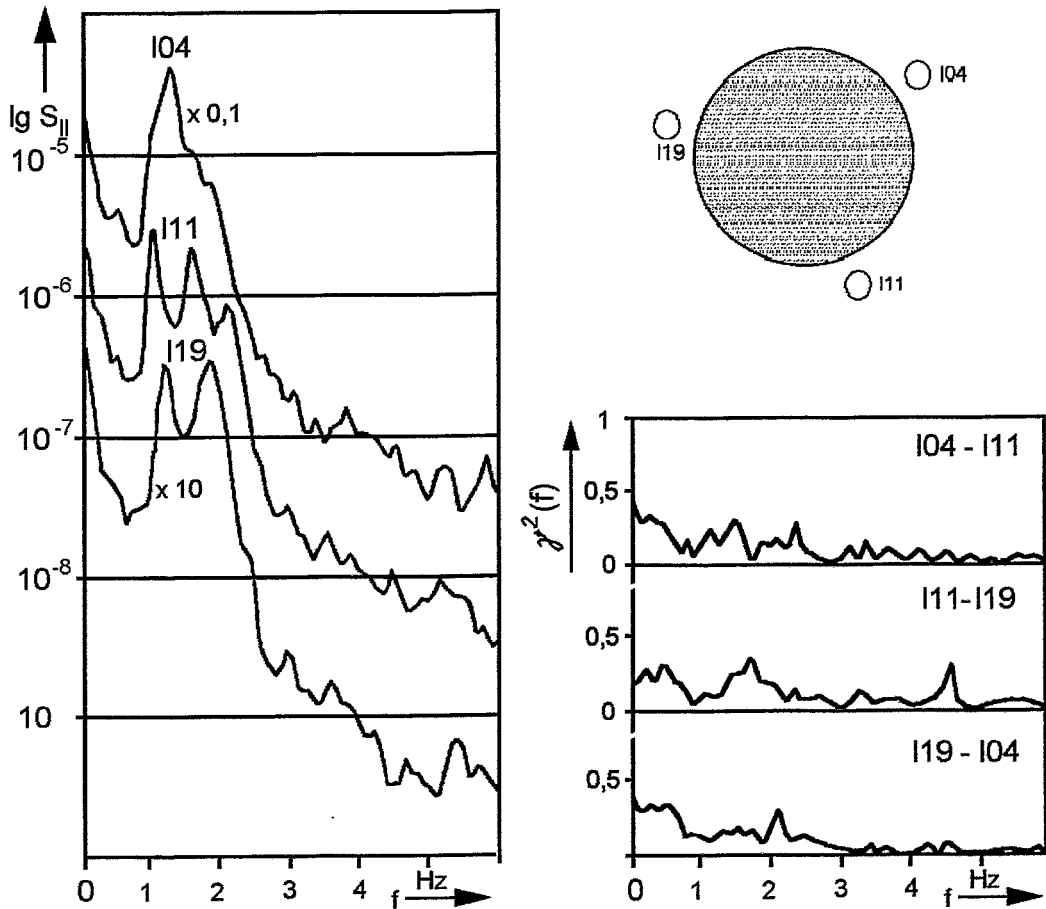 lg S_II
10^-5
10^-6
10^-7
10^-8
10
I04
x 0,1
I11
I19
x 10
0 1 2 3 4
f Hz
I04
I19
I11
γ^2(f)
1
0,5
0
I04 - I11
0,5
0
I11-I19
0,5
I19 - I04
0 1 2 3 4
f Hz